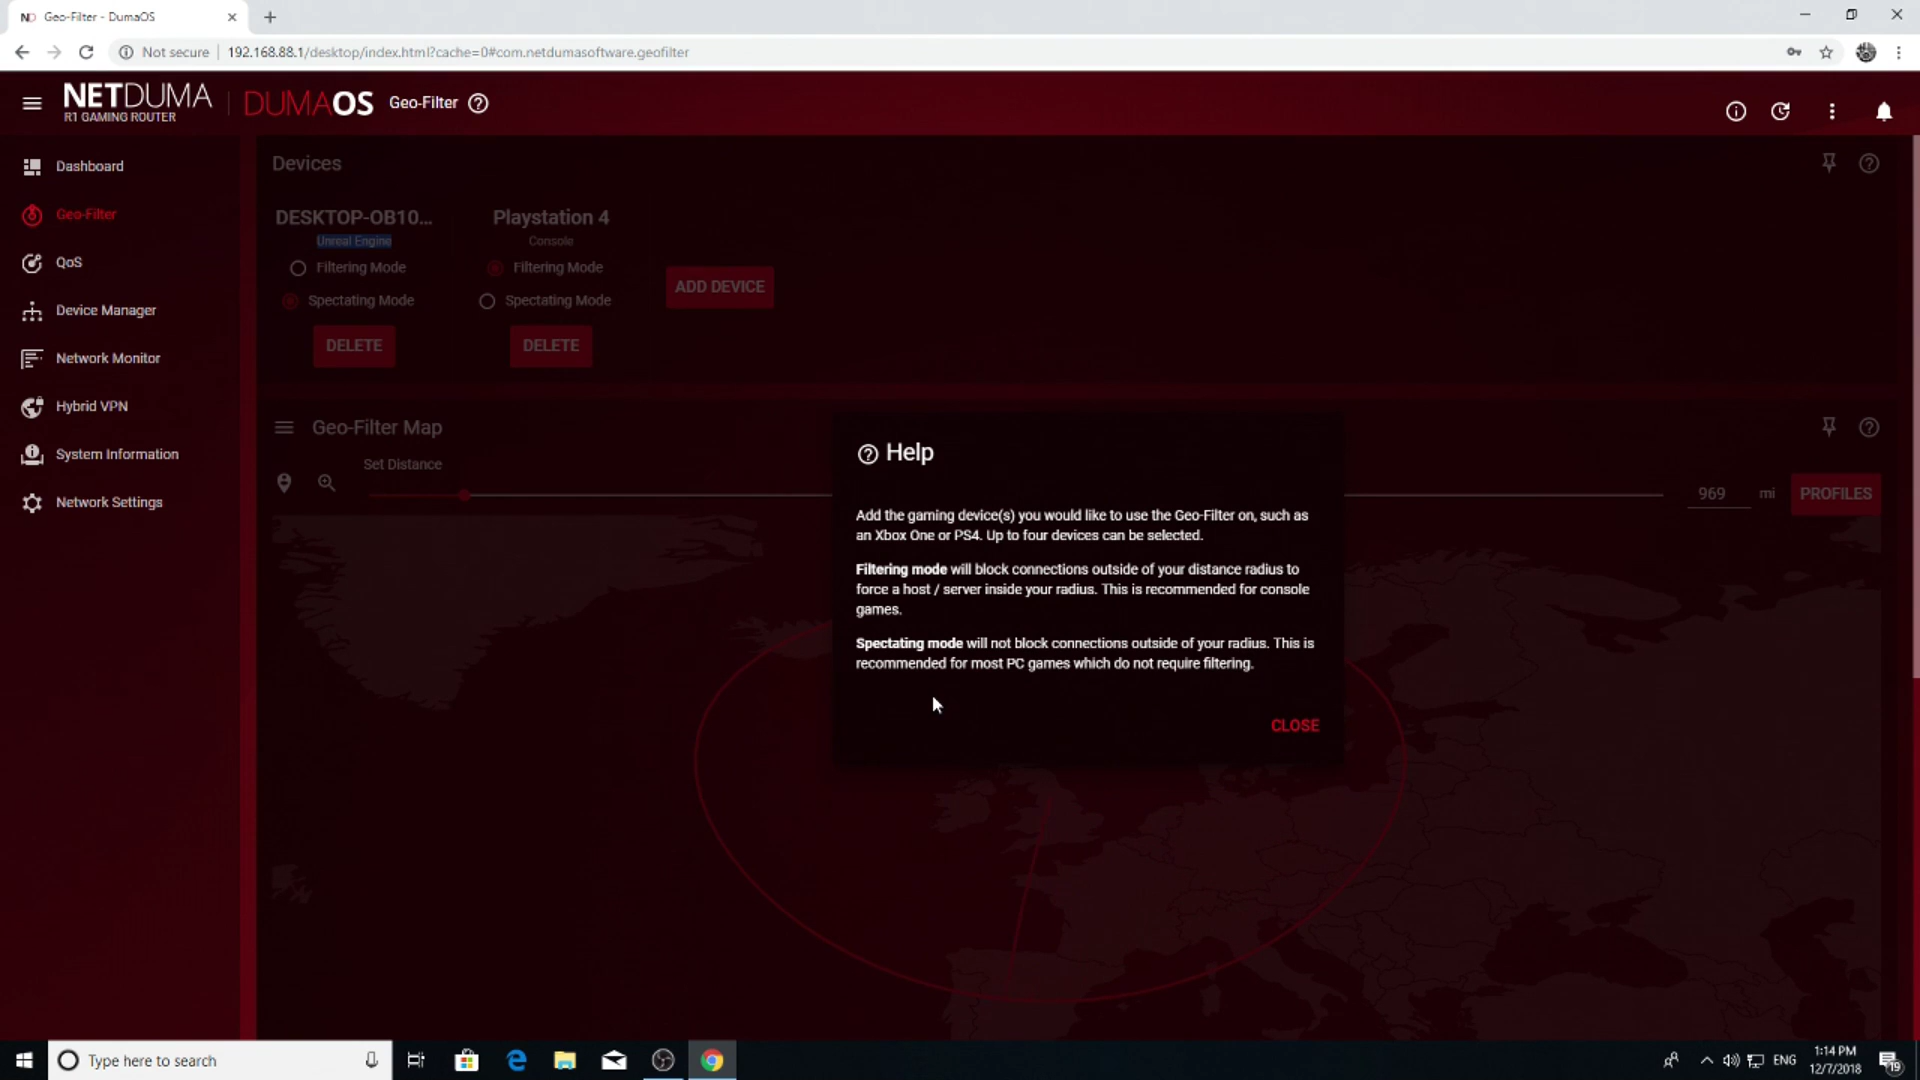 Geo-Filter - DumaOS
Not secure
192.168.88.1/desktop/index.html?cache=0#com.netdumasoftware.geofilter
NETDUMA
R1 GAMING ROUTER
DUMAOS
Geo-Filter
Dashboard
Geo-Filter
QoS
Device Manager
Network Monitor
Hybrid VPN
System Information
Network Settings
Devices
DESKTOP-OB10...
Unreal Engine
Filtering Mode
Spectating Mode
DELETE
Playstation 4
Console
Filtering Mode
Spectating Mode
DELETE
ADD DEVICE
Geo-Filter Map
Set Distance
969 mi
PROFILES
Help
Add the gaming device(s) you would like to use the Geo-Filter on, such as
an Xbox One or PS4. Up to four devices can be selected.
Filtering mode will block connections outside of your distance radius to
force a host / server inside your radius. This is recommended for console
games.
Spectating mode will not block connections outside of your radius. This is
recommended for most PC games which do not require filtering.
CLOSE
Type here to search
ENG
1:14 PM
12/7/2018
19